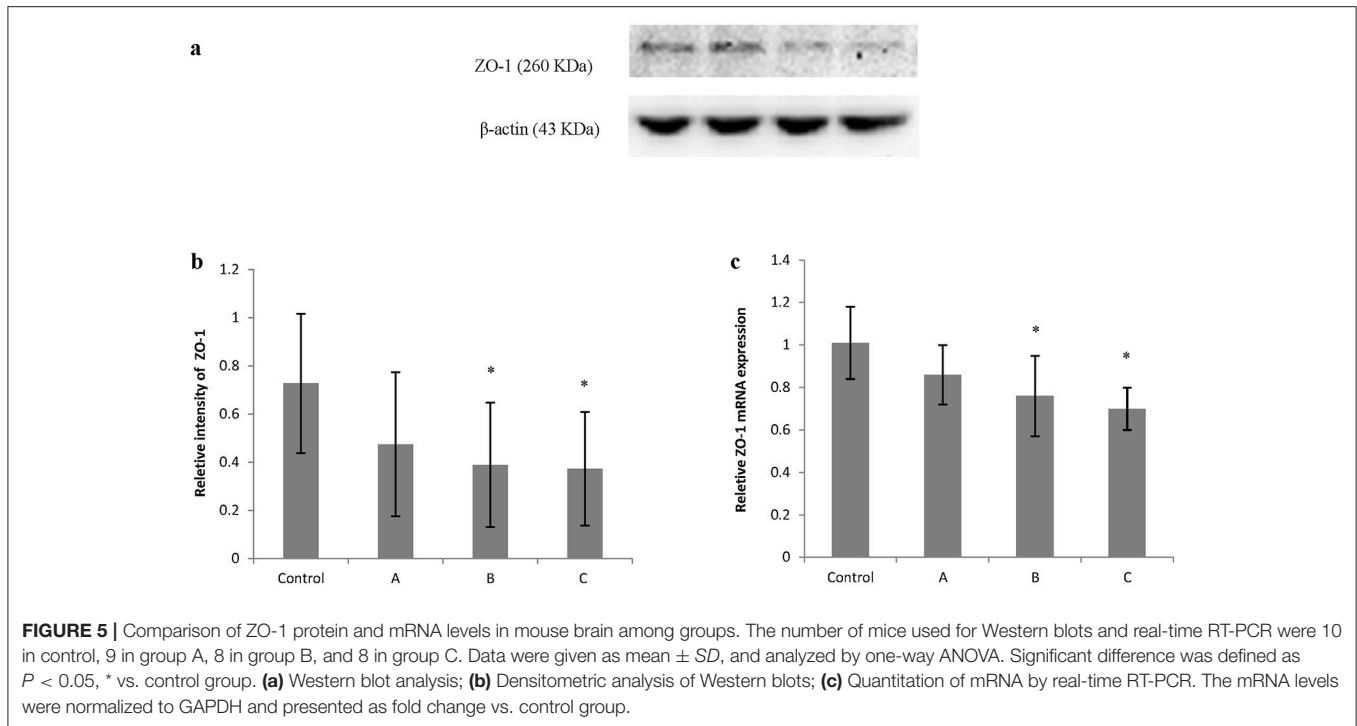 a
ZO-1 (260 KDa)
β-actin (43 KDa)
b
Reletive intensity of ZO-1
1.2
1
0.8
0.6
0.4
0.2
0
*
*
Control A B C
c
Reletive ZO-1 mRNA expression
1.4
1.2
1
0.8
0.6
0.4
0.2
0
*
*
Control A B C
FIGURE 5 | Comparison of ZO-1 protein and mRNA levels in mouse brain among groups. The number of mice used for Western blots and real-time RT-PCR were 10
in control, 9 in group A, 8 in group B, and 8 in group C. Data were given as mean ± SD, and analyzed by one-way ANOVA. Significant difference was defined as
P < 0.05, * vs. control group. (a) Western blot analysis; (b) Densitometric analysis of Western blots; (c) Quantitation of mRNA by real-time RT-PCR. The mRNA levels
were normalized to GAPDH and presented as fold change vs. control group.